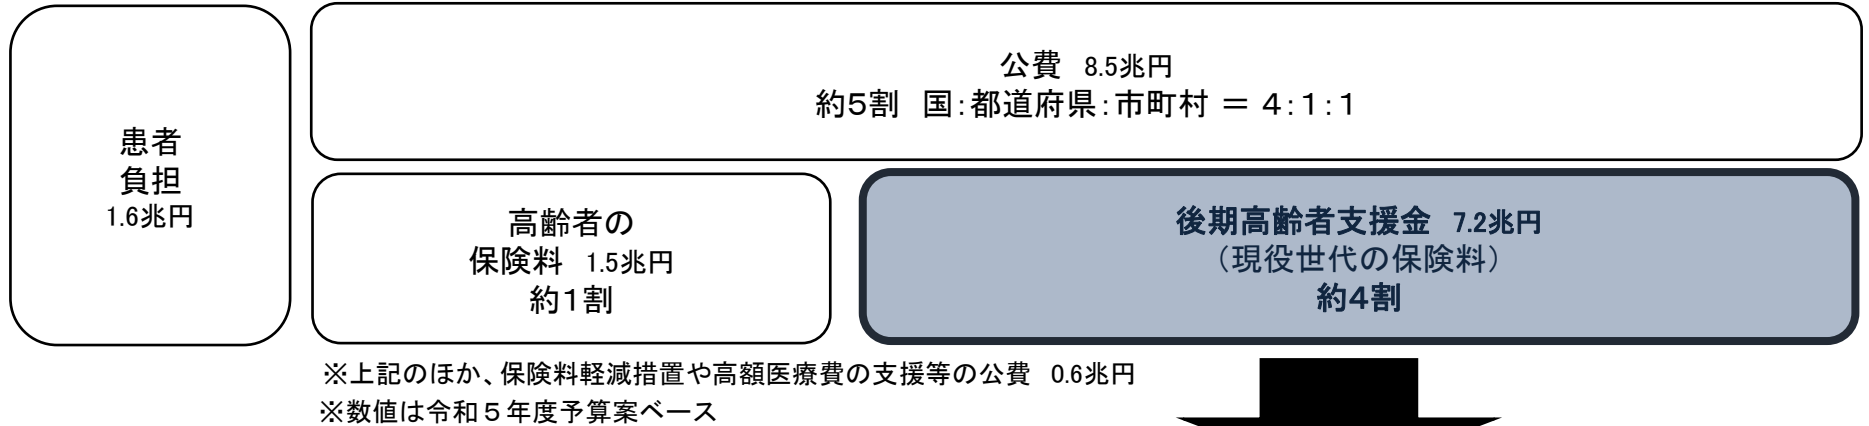 患者
負担
1.6兆円
公費 8.5兆円
約5割 国:都道府県:市町村 = 4:1:1
高齢者の
保険料 1.5兆円
約1割
後期高齢者支援金 7.2兆円
(現役世代の保険料)
約4割
※上記のほか、保険料軽減措置や高額医療費の支援等の公費 0.6兆円
※数値は令和5年度予算案ベース